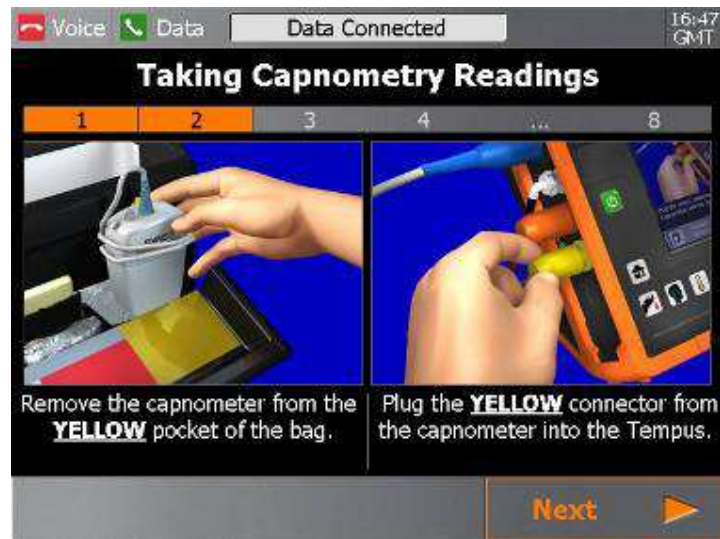 Voice Data Data Connected 16:47
GMT
Taking Capnometry Readings
1 2 3 4 ... 8
Remove the capnometer from the
YELLOW pocket of the bag.
Plug the YELLOW connector from
the capnometer into the Tempus.
Next